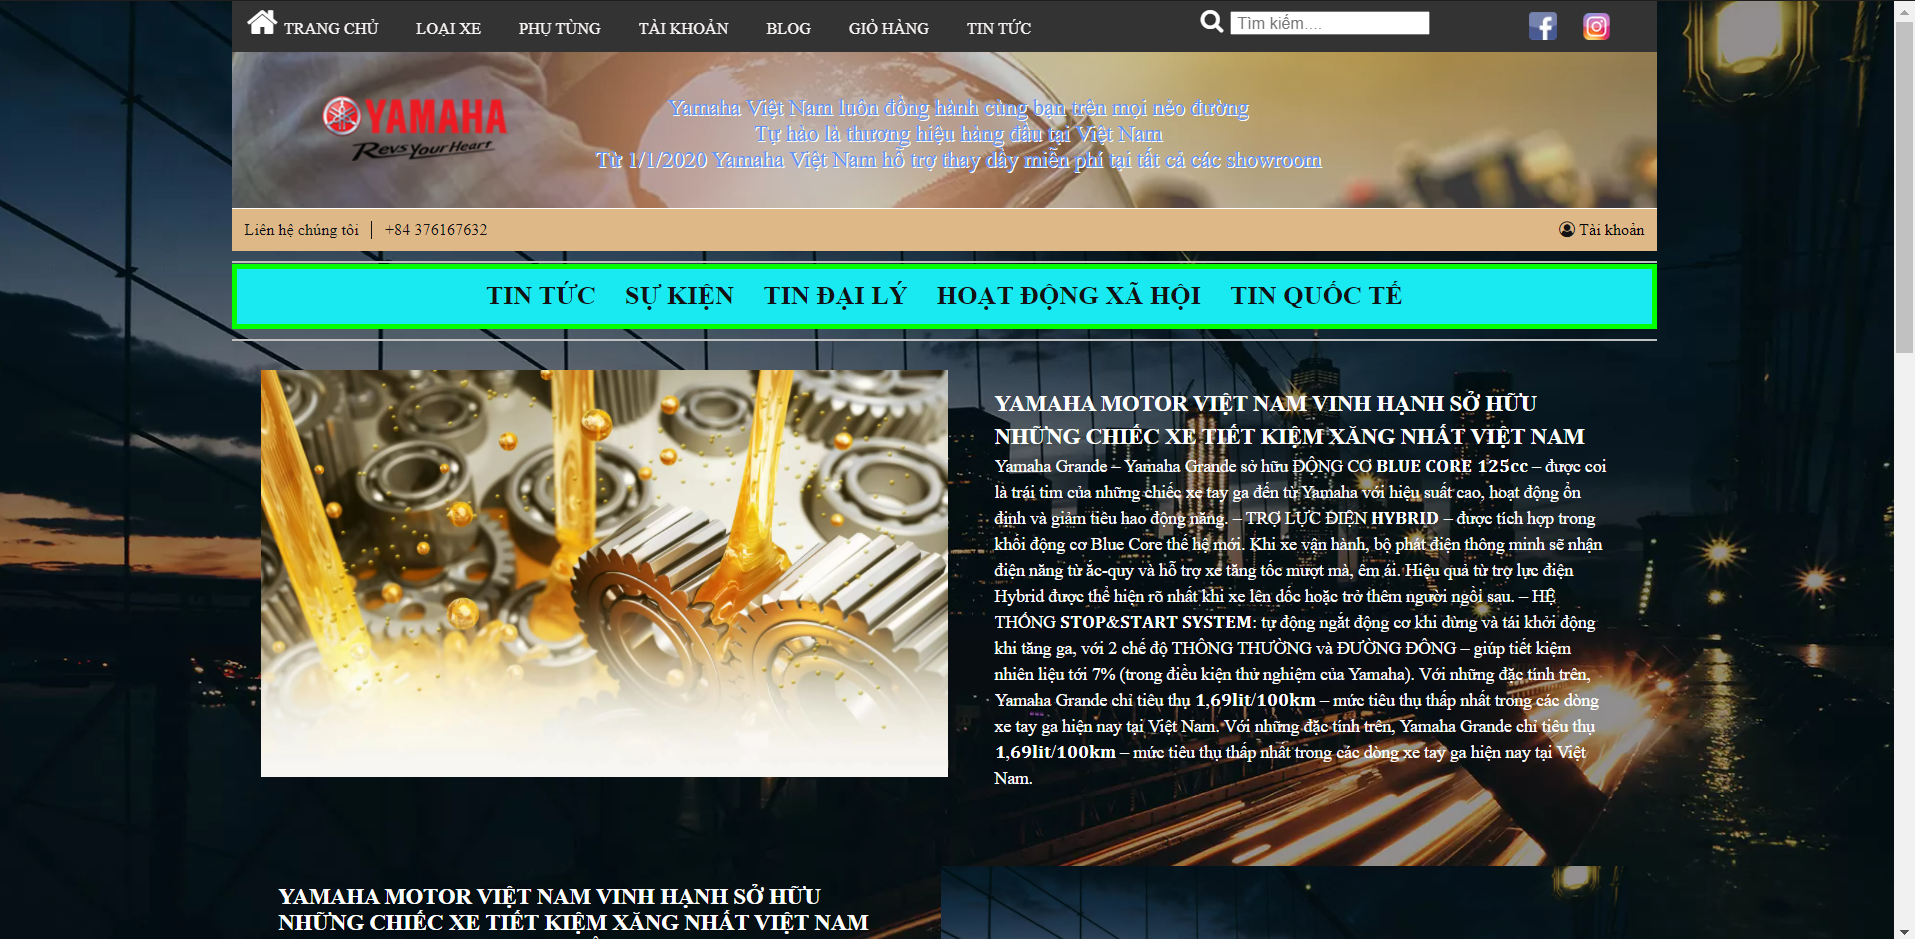 TRANG CHỦ LOẠI XE PHỤ TÙNG TÀI KHOẢN BLOG GIỎ HÀNG TIN TỨC Tìm kiếm....
YAMAHA
Revs Your Heart
Yamaha Việt Nam luôn đồng hành cùng bạn trên mọi nẻo đường
Tự hào là thương hiệu hàng đầu tại Việt Nam
Từ 1/1/2020 Yamaha Việt Nam hỗ trợ thay dầy miễn phí tại tất cả các showroom
Liên hệ chúng tôi | +84 376167632 Tài khoản
TIN TỨC SỰ KIỆN TIN ĐẠI LÝ HOẠT ĐỘNG XÃ HỘI TIN QUỐC TẾ
YAMAHA MOTOR VIỆT NAM VINH HẠNH SỞ HỮU
NHỮNG CHIẾC XE TIẾT KIỆM XĂNG NHẤT VIỆT NAM
Yamaha Grande – Yamaha Grande sở hữu ĐỘNG CƠ BLUE CORE 125cc – được coi
là trái tim của những chiếc xe tay ga đến từ Yamaha với hiệu suất cao, hoạt động ổn
định và giảm tiêu hao động năng. – TRỢ LỰC ĐIỆN HYBRID – được tích hợp trong
khối động cơ Blue Core thế hệ mới. Khi xe vận hành, bộ phát điện thông minh sẽ nhận
điện năng từ ắc-quy và hỗ trợ xe tăng tốc mượt mà, êm ái. Hiệu quả từ trợ lực điện
Hybrid được thể hiện rõ nhất khi xe lên dốc hoặc trở thêm người ngồi sau. – HỆ
THỐNG STOP&START SYSTEM: tự động ngắt động cơ khi dừng và tái khởi động
khi tăng ga, với 2 chế độ THÔNG THƯỜNG và ĐƯỜNG ĐÔNG – giúp tiết kiệm
nhiên liệu tới 7% (trong điều kiện thử nghiệm của Yamaha). Với những đặc tính trên,
Yamaha Grande chỉ tiêu thụ 1,69lit/100km – mức tiêu thụ thấp nhất trong các dòng
xe tay ga hiện nay tại Việt Nam. Với những đặc tính trên, Yamaha Grande chỉ tiêu thụ
1,69lit/100km – mức tiêu thụ thấp nhất trong các dòng xe tay ga hiện nay tại Việt
Nam.
YAMAHA MOTOR VIỆT NAM VINH HẠNH SỞ HỮU
NHỮNG CHIẾC XE TIẾT KIỆM XĂNG NHẤT VIỆT NAM